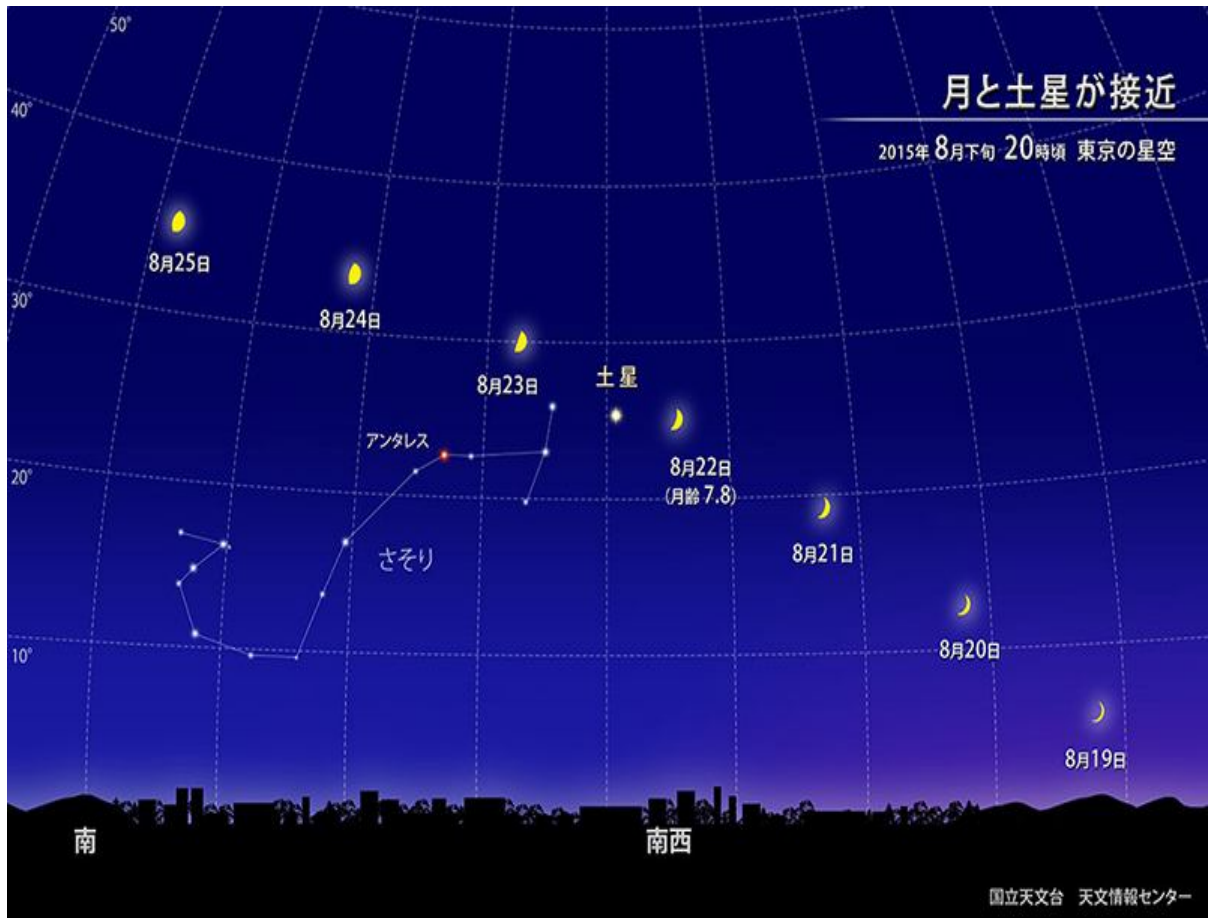 月と土星が接近
2015年 8月下旬 20時頃 東京の星空
50°
40°
30°
20°
10°
8月25日
8月24日
8月23日
土星
8月22日
(月齢 7.8)
アンタレス
さそり
8月21日
8月20日
8月19日
南
南西
国立天文台 天文情報センター